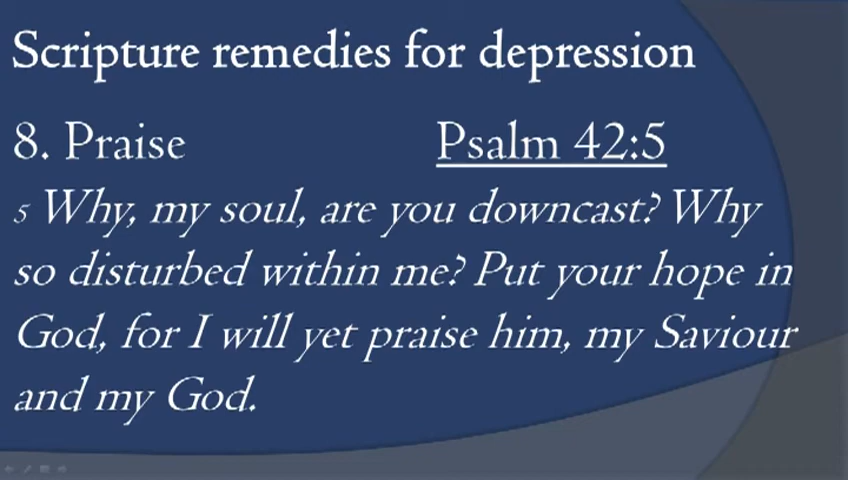 Scripture remedies for depression
8. Praise Psalm 42:5
5 Why, my soul, are you downcast? Why
so disturbed within me? Put your hope in
God, for I will yet praise him, my Saviour
and my God.